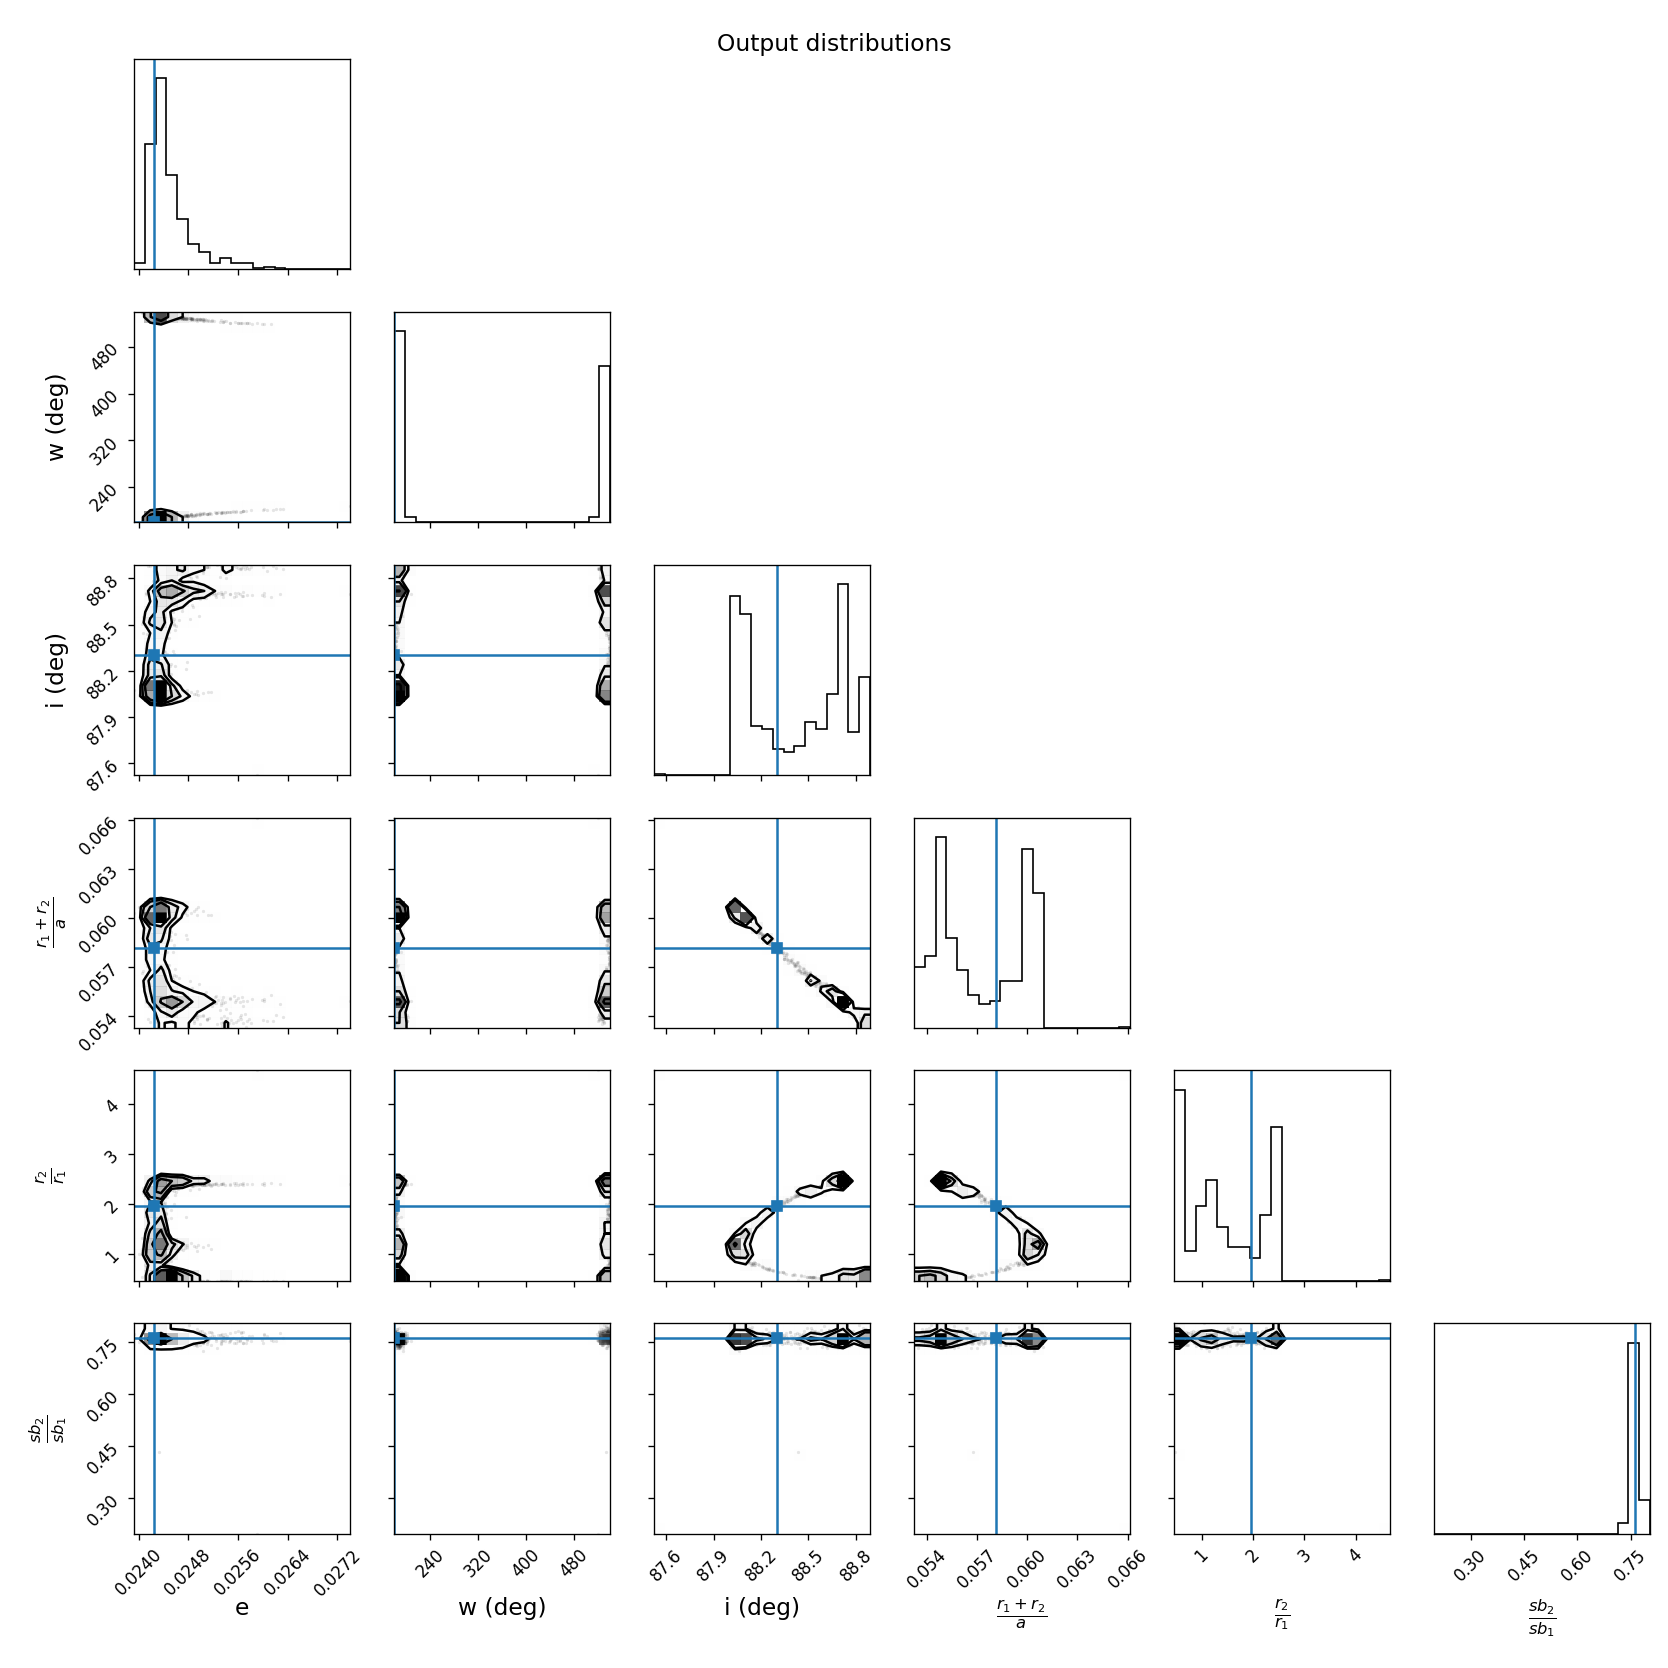 Output distributions
w (deg)
480
400
320
240
i (deg)
88.8
88.5
88.2
87.9
87.6
r₁ + r₂
a
0.066
0.063
0.060
0.057
0.054
r₂
r₁
4
3
2
1
sb₂
sb₁
0.75
0.60
0.45
0.30
0.0240 0.0248 0.0256 0.0264 0.0272 240 320 400 480 87.6 87.9 88.2 88.5 88.8 0.054 0.057 0.060 0.063 0.066 1 2 3 4 0.30 0.45 0.60 0.75
e w (deg) i (deg)
r₁ + r₂ r₂ sb₂
a r₁ sb₁